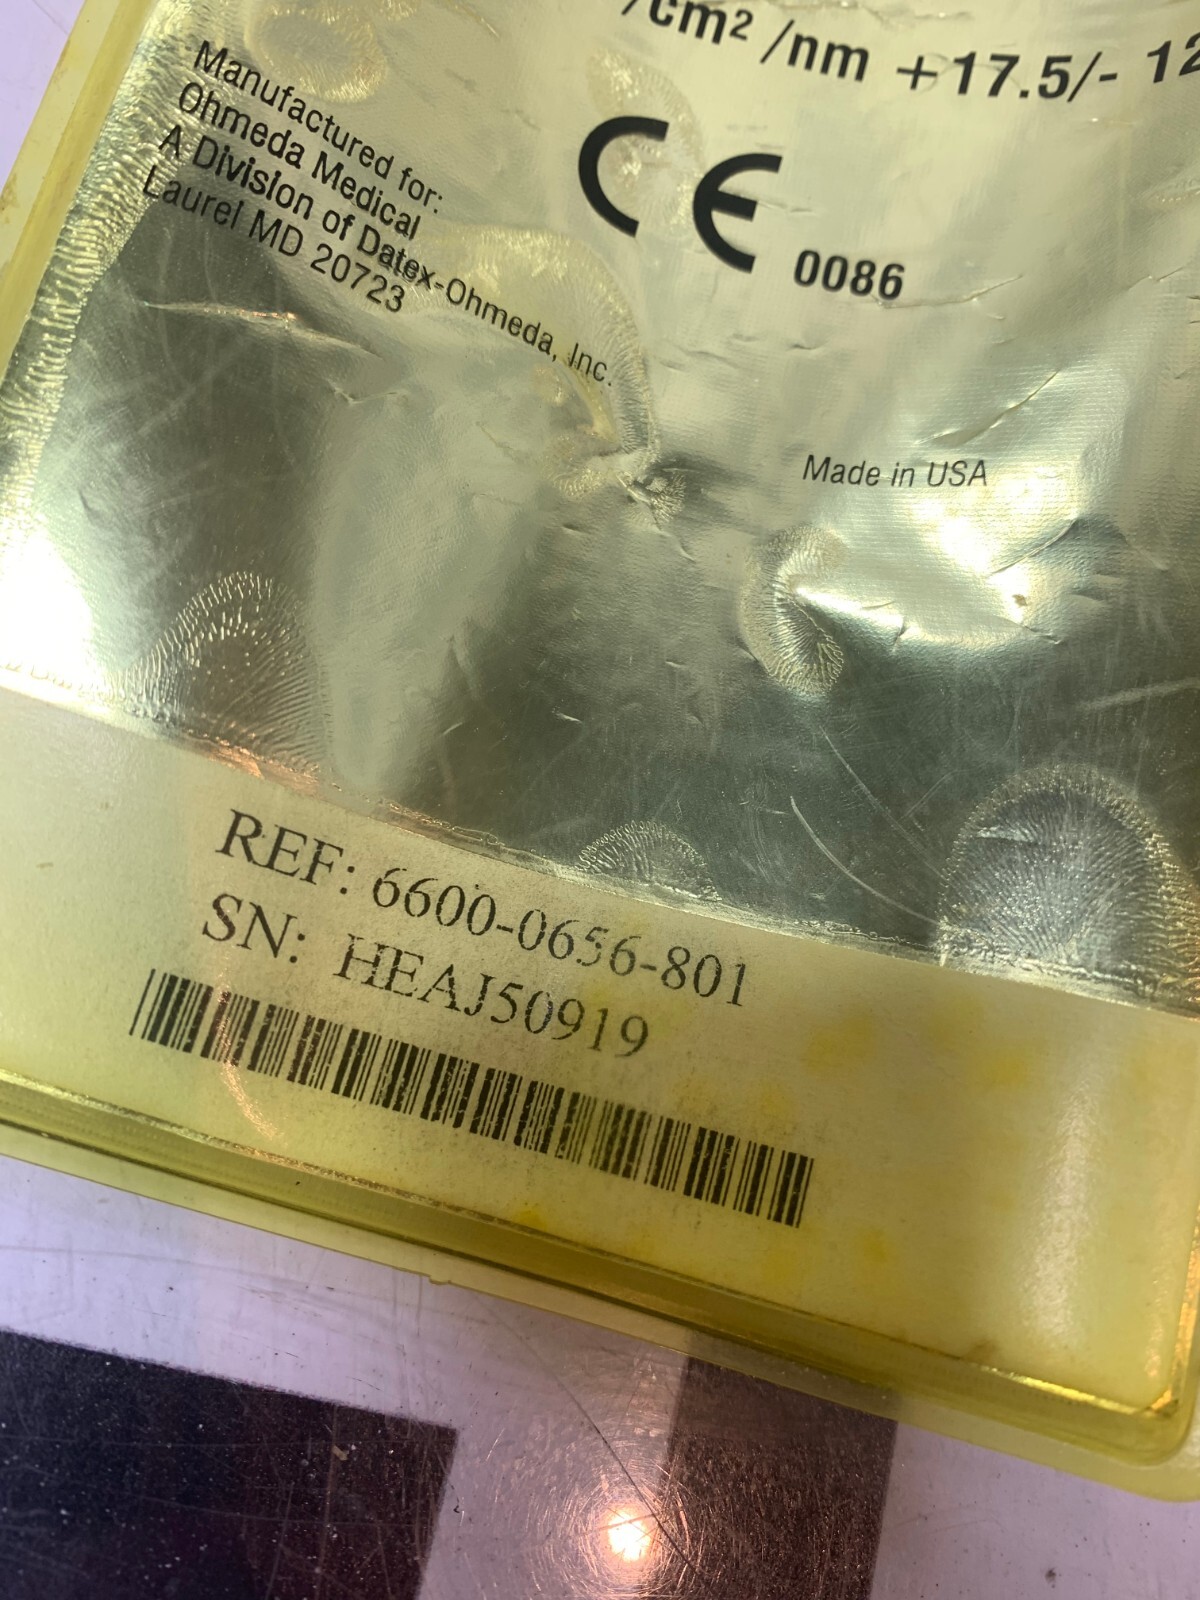 /cm² /nm +17.5/- 12
Manufactured for:
Ohmeda Medical
A Division of Datex-Ohmeda, Inc.
Laurel MD 20723
CE 0086
Made in USA
REF: 6600-0656-801
SN: HEAJ50919